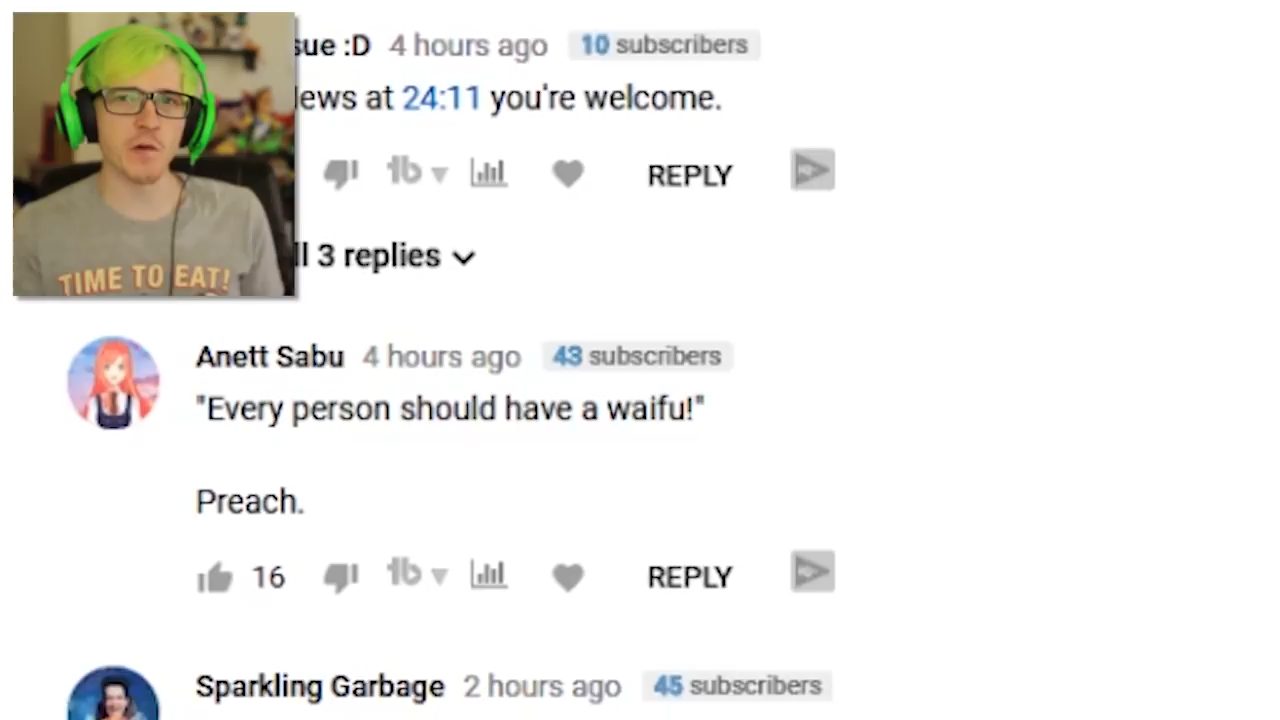 sue :D 4 hours ago 10 subscribers
at 24:11 you're welcome.
REPLY
3 replies
TIME TO EAT!
Anett Sabu 4 hours ago 43 subscribers
"Every person should have a waifu!"
Preach.
16 REPLY
Sparkling Garbage 2 hours ago 45 subscribers